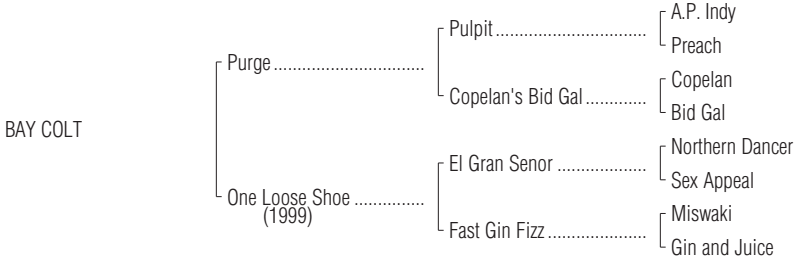 A.P. Indy
Pulpit
Preach
Purge
Copelan
Copelan's Bid Gal
Bid Gal
BAY COLT
Northern Dancer
El Gran Senor
Sex Appeal
One Loose Shoe
(1999)
Miswaki
Fast Gin Fizz
Gin and Juice